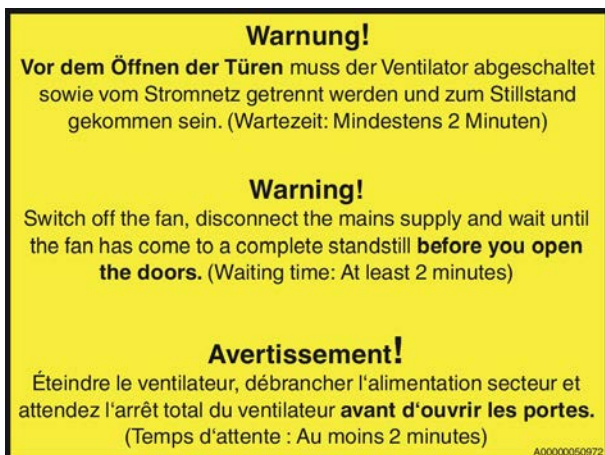 Warnung!
Vor dem Öffnen der Türen muss der Ventilator abgeschaltet
sowie vom Stromnetz getrennt werden und zum Stillstand
gekommen sein. (Wartezeit: Mindestens 2 Minuten)
Warning!
Switch off the fan, disconnect the mains supply and wait until
the fan has come to a complete standstill before you open
the doors. (Waiting time: At least 2 minutes)
Avertissement!
Éteindre le ventilateur, débrancher l‘alimentation secteur et
attendez l‘arrêt total du ventilateur avant d‘ouvrir les portes.
(Temps d‘attente : Au moins 2 minutes)
A00000050972